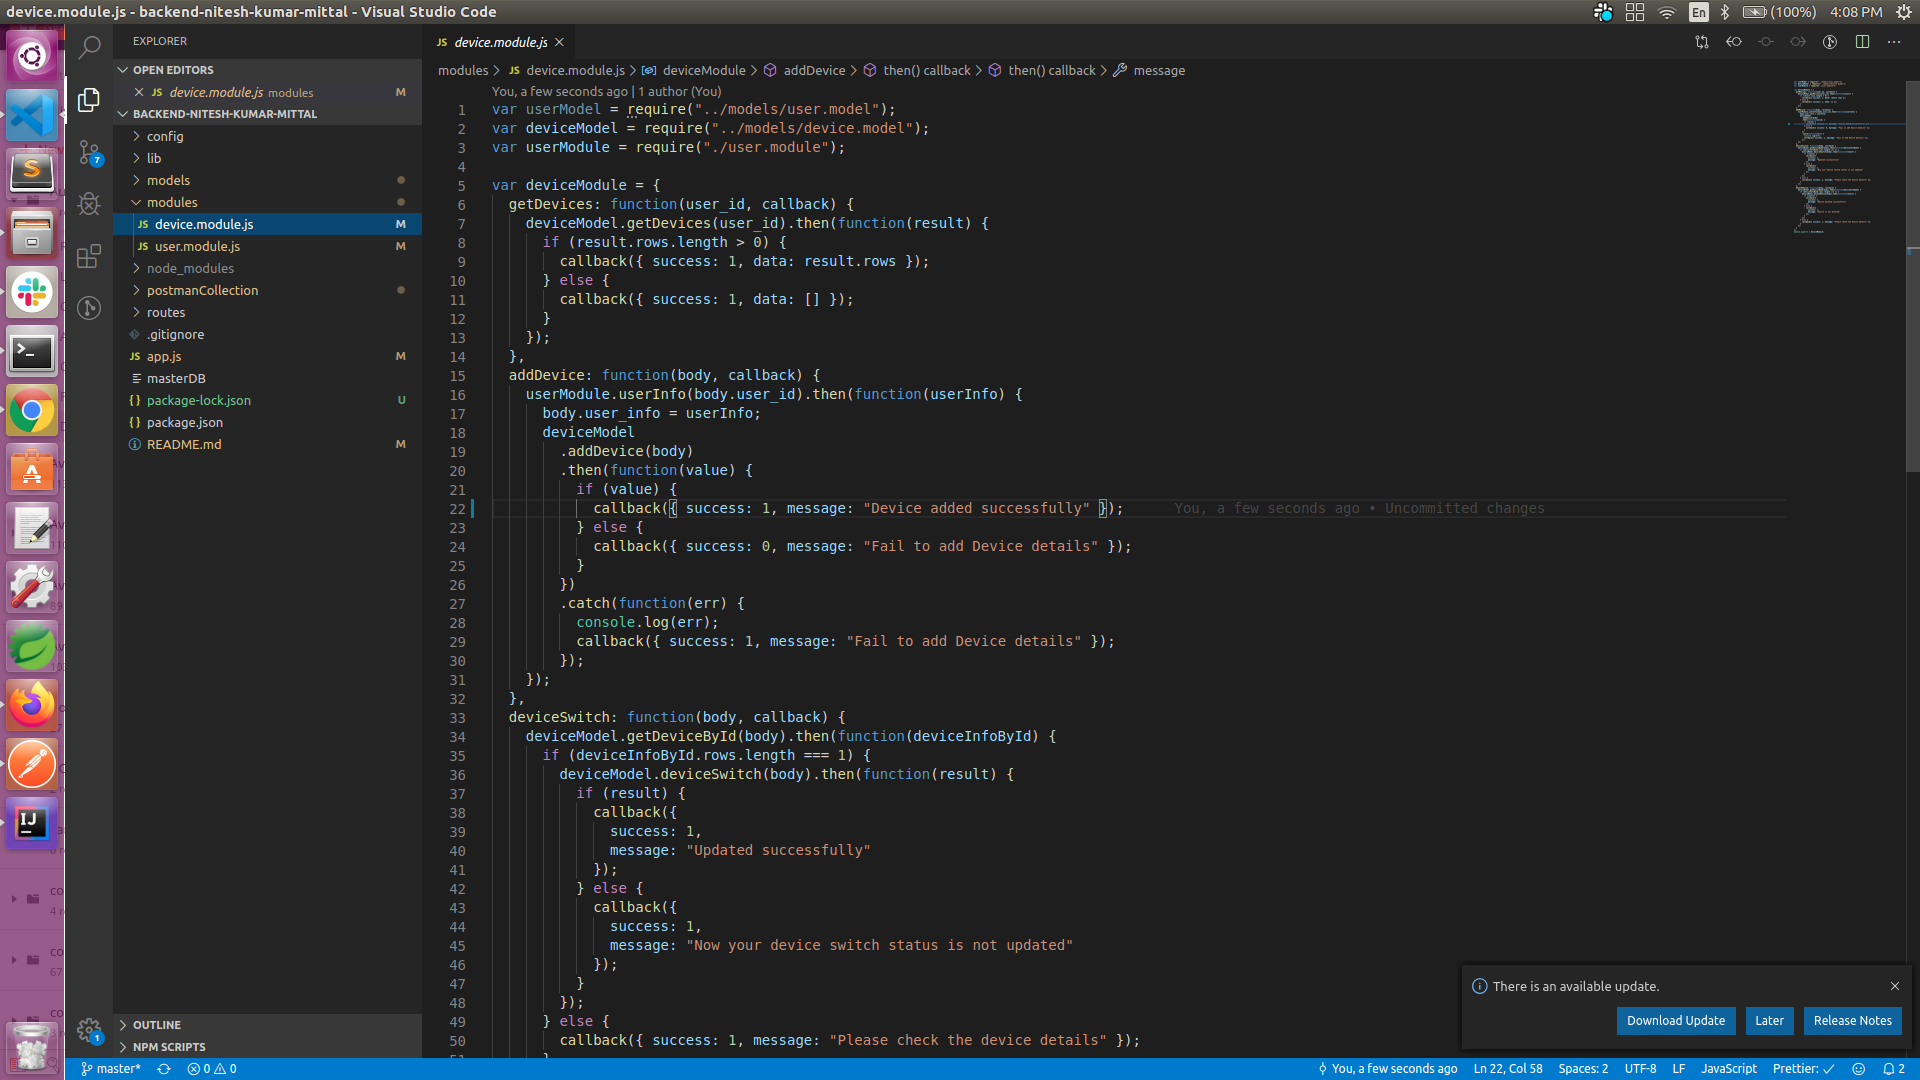 device.module.js - backend-nitesh-kumar-mittal - Visual Studio Code
En
(100%)
4:08 PM
EXPLORER
OPEN EDITORS
JS device.module.js modules M
BACKEND-NITESH-KUMAR-MITTAL
config
lib
models
modules
JS device.module.js M
JS user.module.js M
node_modules
postmanCollection
routes
.gitignore
JS app.js M
masterDB
{} package-lock.json U
{} package.json
README.md M
OUTLINE
NPM SCRIPTS
7
1
JS device.module.js
modules > JS device.module.js > deviceModule > addDevice > then() callback > then() callback > message
You, a few seconds ago | 1 author (You)
1 var userModel = require("../models/user.model");
2 var deviceModel = require("../models/device.model");
3 var userModule = require("./user.module");
4
5 var deviceModule = {
6 getDevices: function(user_id, callback) {
7 deviceModel.getDevices(user_id).then(function(result) {
8 if (result.rows.length > 0) {
9 callback({ success: 1, data: result.rows });
10 } else {
11 callback({ success: 1, data: [] });
12 }
13 });
14 },
15 addDevice: function(body, callback) {
16 userModule.userInfo(body.user_id).then(function(userInfo) {
17 body.user_info = userInfo;
18 deviceModel
19 .addDevice(body)
20 .then(function(value) {
21 if (value) {
22 callback({ success: 1, message: "Device added successfully" }); You, a few seconds ago • Uncommitted changes
23 } else {
24 callback({ success: 0, message: "Fail to add Device details" });
25 }
26 })
27 .catch(function(err) {
28 console.log(err);
29 callback({ success: 1, message: "Fail to add Device details" });
30 });
31 });
32 },
33 deviceSwitch: function(body, callback) {
34 deviceModel.getDeviceById(body).then(function(deviceInfoById) {
35 if (deviceInfoById.rows.length === 1) {
36 deviceModel.deviceSwitch(body).then(function(result) {
37 if (result) {
38 callback({
39 success: 1,
40 message: "Updated successfully"
41 });
42 } else {
43 callback({
44 success: 1,
45 message: "Now your device switch status is not updated"
46 });
47 }
48 });
49 } else {
50 callback({ success: 1, message: "Please check the device details" });
There is an available update.
Download Update
Later
Release Notes
master*
0 0
You, a few seconds ago
Ln 22, Col 58
Spaces: 2
UTF-8
LF
JavaScript
Prettier: ✓
2